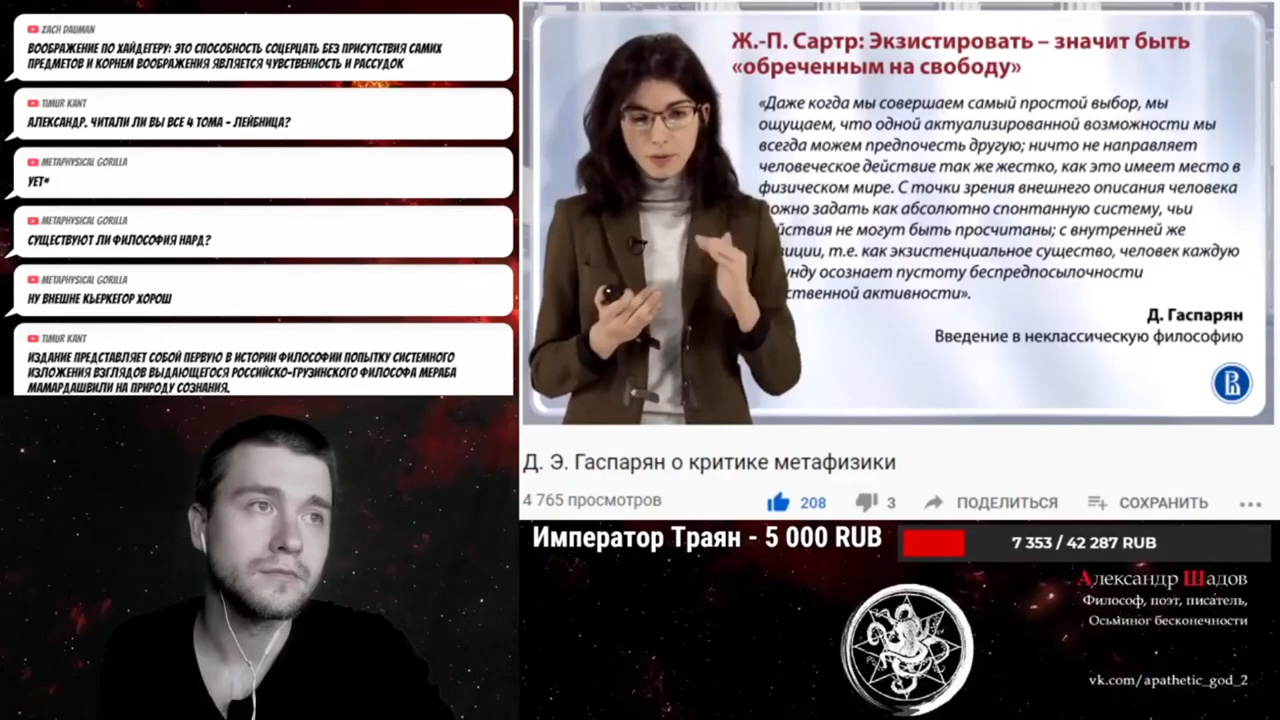 ZACH DAUMAN
ВООБРАЖЕНИЕ ПО ХАЙДЕГЕРУ: ЭТО СПОСОБНОСТЬ СОЦЕРЦАТЬ БЕЗ ПРИСУТСТВИЯ САМИХ
ПРЕДМЕТОВ И КОРНЕМ ВООБРАЖЕНИЯ ЯВЛЯЕТСЯ ЧУВСТВЕННОСТЬ И РАССУДОК
TIMUR KANT
АЛЕКСАНДР. ЧИТАЛИ ЛИ ВЫ ВСЕ 4 ТОМА - ЛЕЙБНИЦА?
METAPHYSICAL GORILLA
YET*
METAPHYSICAL GORILLA
СУЩЕСТВУЮТ ЛИ ФИЛОСОФИЯ НАРД?
METAPHYSICAL GORILLA
НУ ВНЕШНЕ КЬЕРКЕГОР ХОРОШ
TIMUR KANT
ИЗДАНИЕ ПРЕДСТАВЛЯЕТ СОБОЙ ПЕРВУЮ В ИСТОРИИ ФИЛОСОФИИ ПОПЫТКУ СИСТЕМНОГО
ИЗЛОЖЕНИЯ ВЗГЛЯДОВ ВЫДАЮЩЕГОСЯ РОССИЙСКО-ГРУЗИНСКОГО ФИЛОСОФА МЕРАБА
МАМАРДАШВИЛИ НА ПРИРОДУ СОЗНАНИЯ.
Ж.-П. Сартр: Экзистировать – значит быть
«обреченным на свободу»
«Даже когда мы совершаем самый простой выбор, мы
ощущаем, что одной актуализированной возможности мы
всегда можем предпочесть другую; ничто не направляет
человеческое действие так же жестко, как это имеет место в
физическом мире. С точки зрения внешнего описания человека
ожно задать как абсолютно спонтанную систему, чьи
йствия не могут быть просчитаны; с внутренней же
иции, т.е. как экзистенциальное существо, человек каждую
унду осознает пустоту беспредпосылочности
ственной активности».
Д. Гаспарян
Введение в неклассическую философию
Д. Э. Гаспарян о критике метафизики
4 765 просмотров
208
3
ПОДЕЛИТЬСЯ
СОХРАНИТЬ
Император Траян - 5 000 RUB
7 353 / 42 287 RUB
Александр Шадов
Философ, поэт, писатель,
Осьминог бесконечности
vk.com/apathetic_god_2